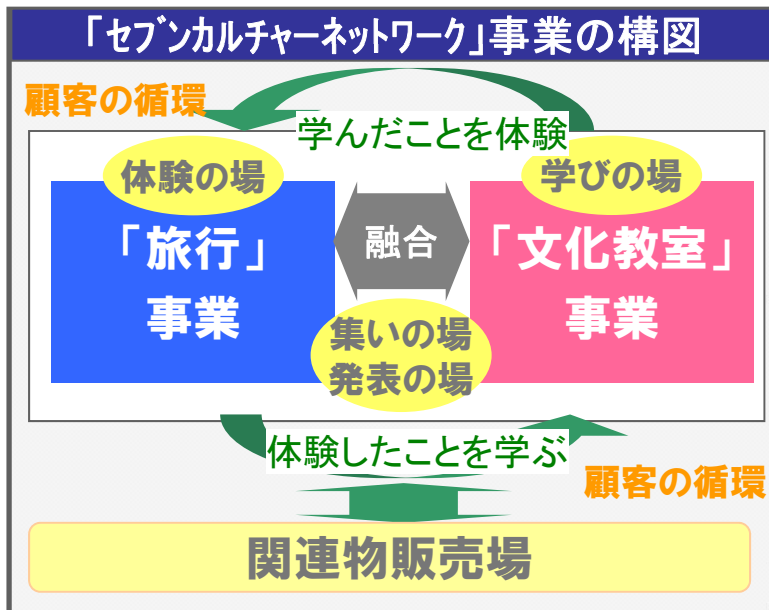 「セブンカルチャーネットワーク」事業の構図
顧客の循環
学んだことを体験
体験の場
学びの場
「旅行」
事業
融合
「文化教室」
事業
集いの場
発表の場
体験したことを学ぶ
顧客の循環
関連物販売場